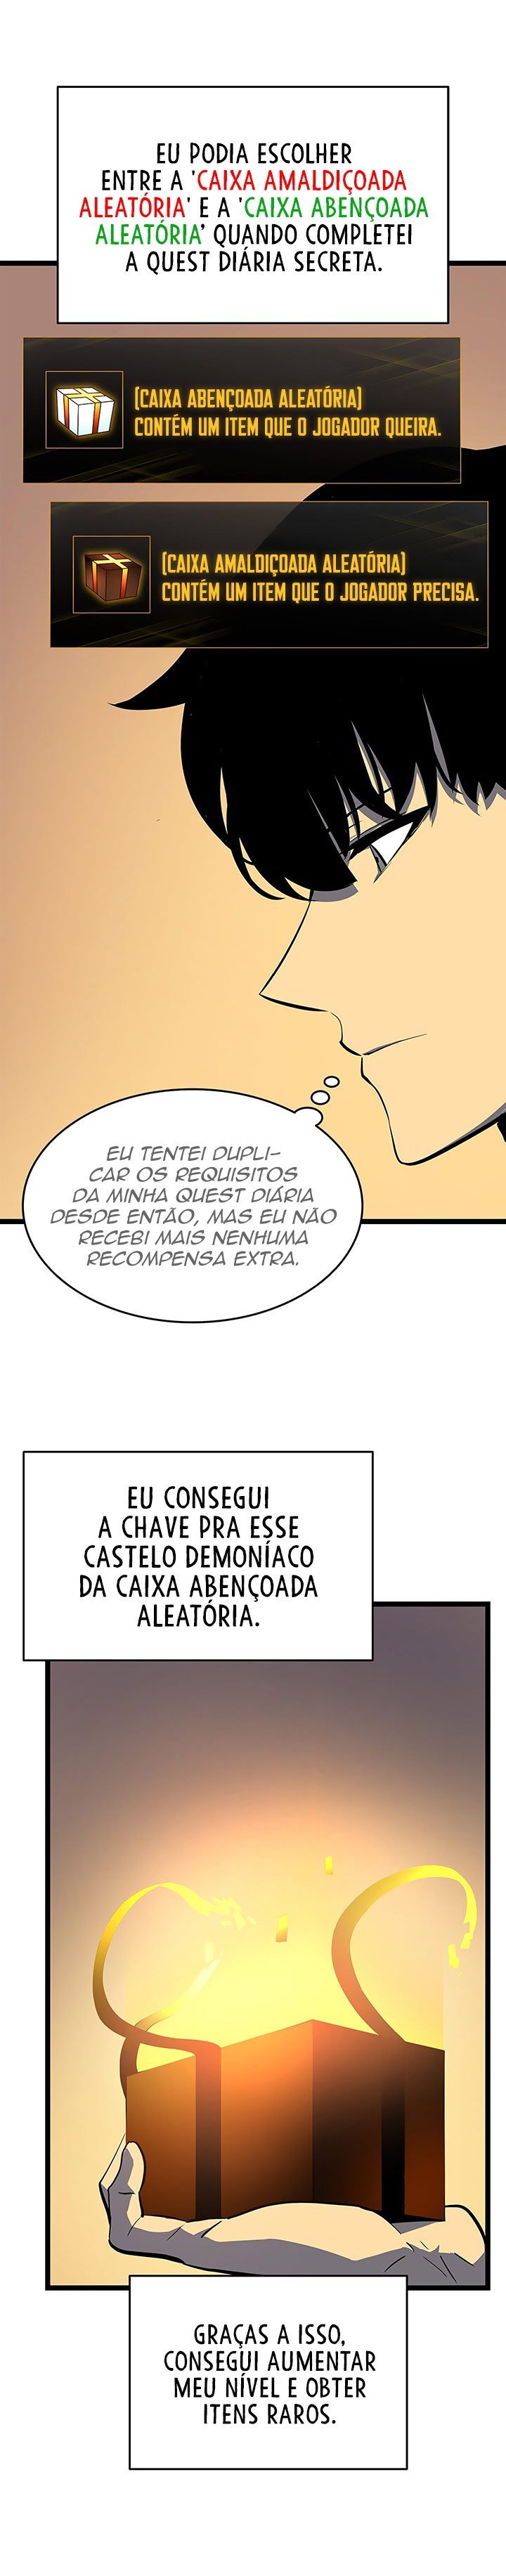 EU PODIA ESCOLHER
ENTRE A 'CAIXA AMALDIÇOADA
ALEATÓRIA' E A 'CAIXA ABENÇOADA
ALEATÓRIA' QUANDO COMPLETEI
A QUEST DIÁRIA SECRETA.
(CAIXA ABENÇOADA ALEATÓRIA)
CONTÉM UM ITEM QUE O JOGADOR QUEIRA.
(CAIXA AMALDIÇOADA ALEATÓRIA)
CONTÉM UM ITEM QUE O JOGADOR PRECISA.
EU TENTEI DUPLI-
CAR OS REQUISITOS
DA MINHA QUEST DIÁRIA
DESDE ENTÃO, MAS EU NÃO
RECEBI MAIS NENHUMA
RECOMPENSA EXTRA.
EU CONSEGUI
A CHAVE PRA ESSE
CASTELO DEMONÍACO
DA CAIXA ABENÇOADA
ALEATÓRIA.
GRAÇAS A ISSO,
CONSEGUI AUMENTAR
MEU NÍVEL E OBTER
ITENS RAROS.